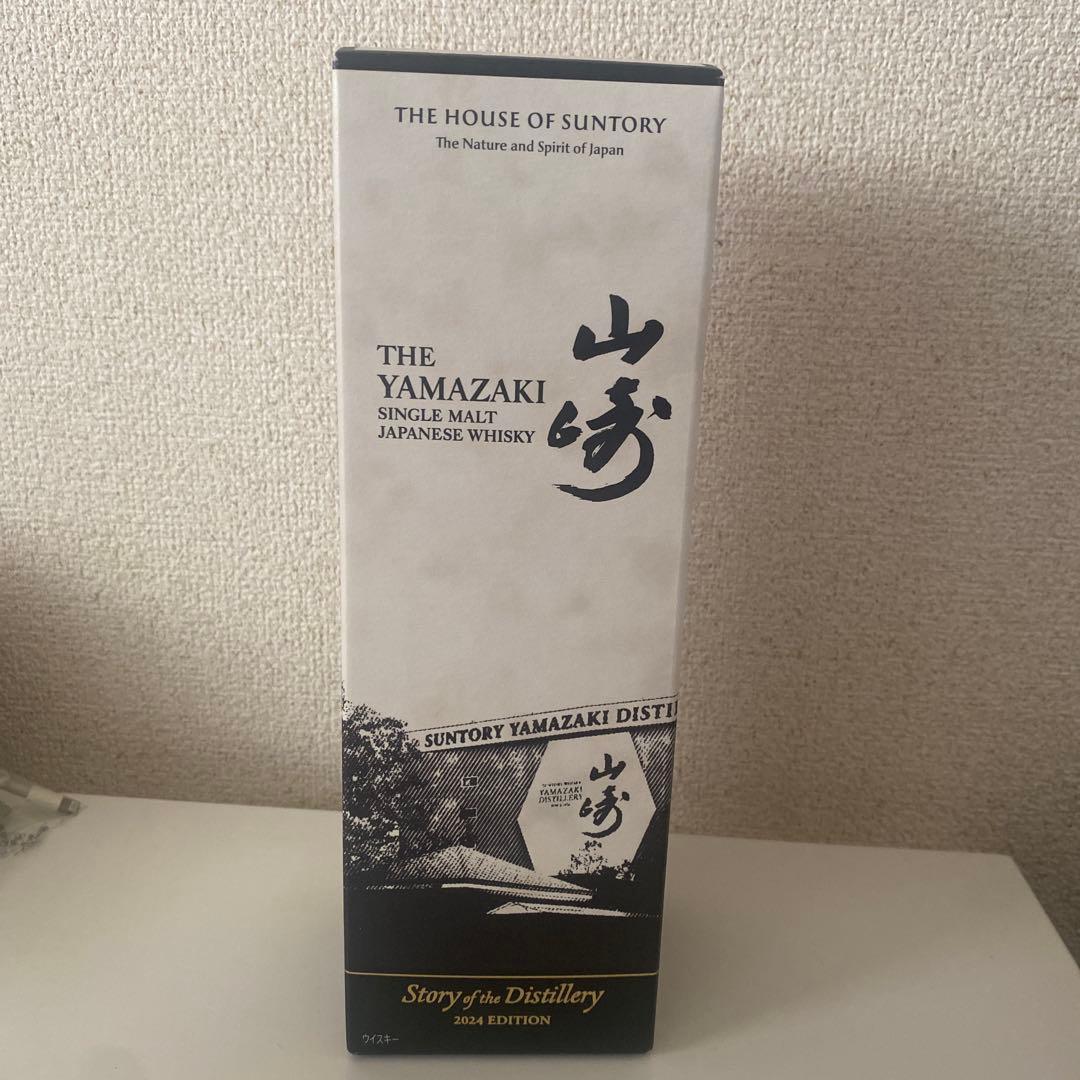 THE HOUSE OF SUNTORY
The Nature and Spirit of Japan
山崎
THE
YAMAZAKI
SINGLE MALT
JAPANESE WHISKY
SUNTORY YAMAZAKI DISTI
山崎
YAMAZAKI
DISTILLERY
Story of the Distillery
2024 EDITION
ウイスキー